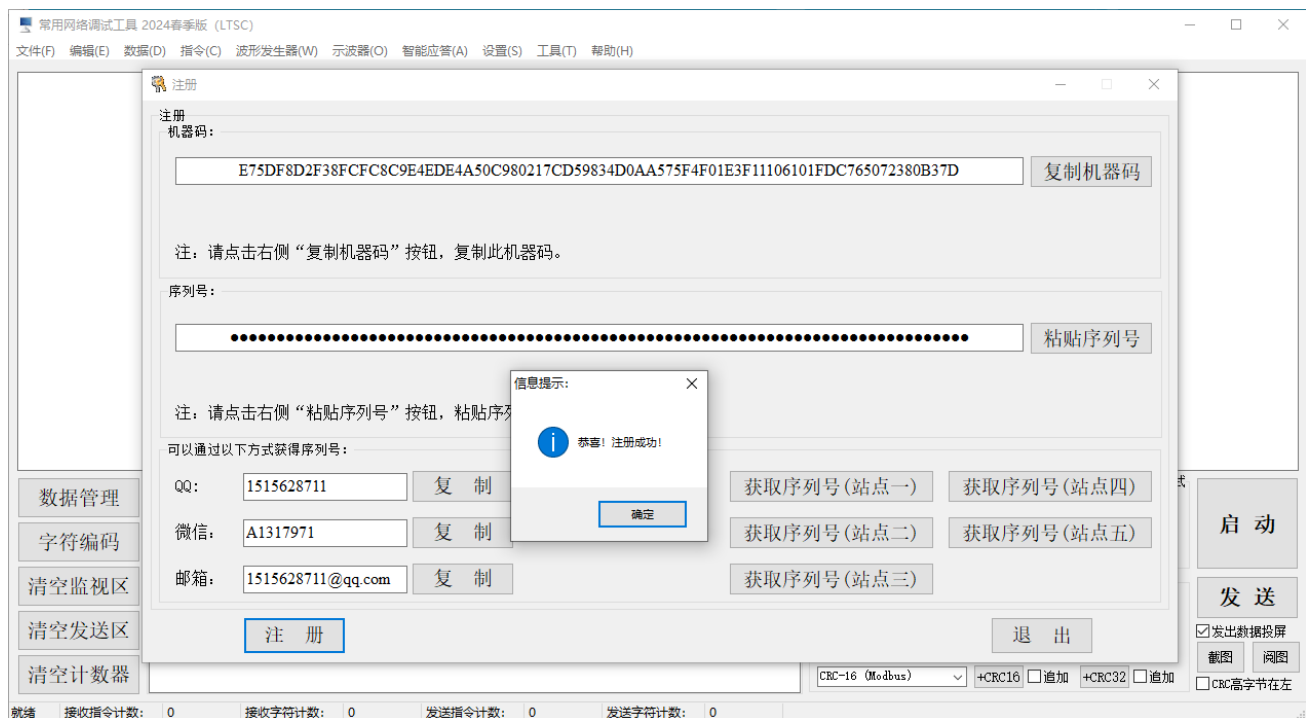 常用网络调试工具 2024春季版（LTSC）
文件(F) 编辑(E) 数据(D) 指令(C) 波形发生器(W) 示波器(O) 智能应答(A) 设置(S) 工具(T) 帮助(H)
注册
注册
机器码：
E75DF8D2F38FCFC8C9E4EDE4A50C980217CD59834D0AA575F4F01E3F11106101FDC765072380B37D
复制机器码
注：请点击右侧“复制机器码”按钮，复制此机器码。
序列号：
●●●●●●●●●●●●●●●●●●●●●●●●●●●●●●●●●●●●●●●●●●●●●●●●●●●●●●●●●●●●●●●●●●●●●●●●●●●●●●●●
粘贴序列号
注：请点击右侧“粘贴序列号”按钮，粘贴序列
信息提示：
恭喜！注册成功！
确定
可以通过以下方式获得序列号：
QQ： 1515628711 复 制 获取序列号(站点一) 获取序列号(站点四)
微信： A1317971 复 制 获取序列号(站点二) 获取序列号(站点五)
邮箱： 1515628711@qq.com 复 制 获取序列号(站点三)
注 册 退 出
数据管理
字符编码
清空监视区
清空发送区
清空计数器
式
启 动
发 送
发出数据投屏
截图 阅图
CRC-16 (Modbus) +CRC16 追加 +CRC32 追加 CRC高字节在左
就绪 接收指令计数： 0 接收字符计数： 0 发送指令计数： 0 发送字符计数： 0